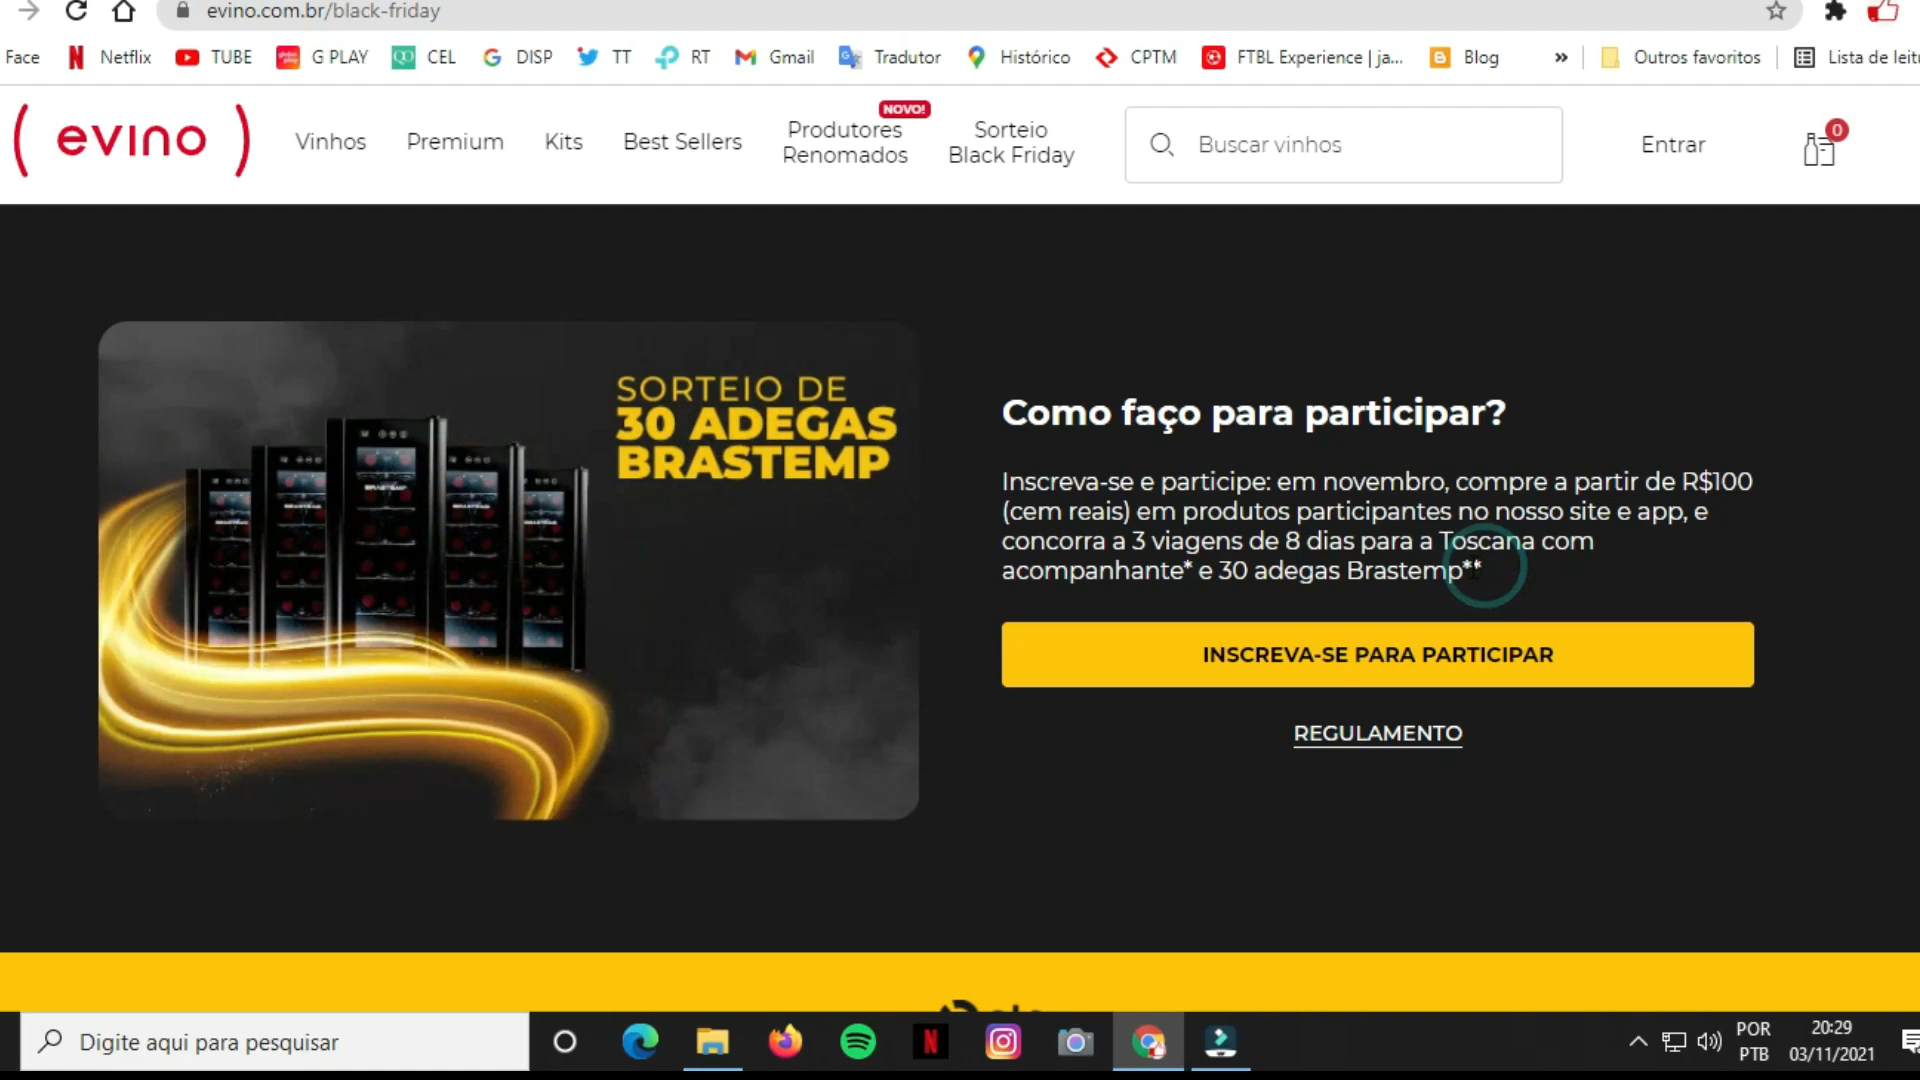 evino.com.br/black-friday
Face Netflix TUBE G PLAY CEL DISP TT RT Gmail Tradutor Histórico CPTM FTBL Experience | ja... Blog » Outros favoritos Lista de leitu
NOVO!
( evino ) Vinhos Premium Kits Best Sellers Produtores Renomados Sorteio Black Friday Buscar vinhos Entrar 0
SORTEIO DE
30 ADEGAS
BRASTEMP
Como faço para participar?
Inscreva-se e participe: em novembro, compre a partir de R$100
(cem reais) em produtos participantes no nosso site e app, e
concorra a 3 viagens de 8 dias para a Toscana com
acompanhante* e 30 adegas Brastemp**
INSCREVA-SE PARA PARTICIPAR
REGULAMENTO
Digite aqui para pesquisar
POR
PTB
20:29
03/11/2021